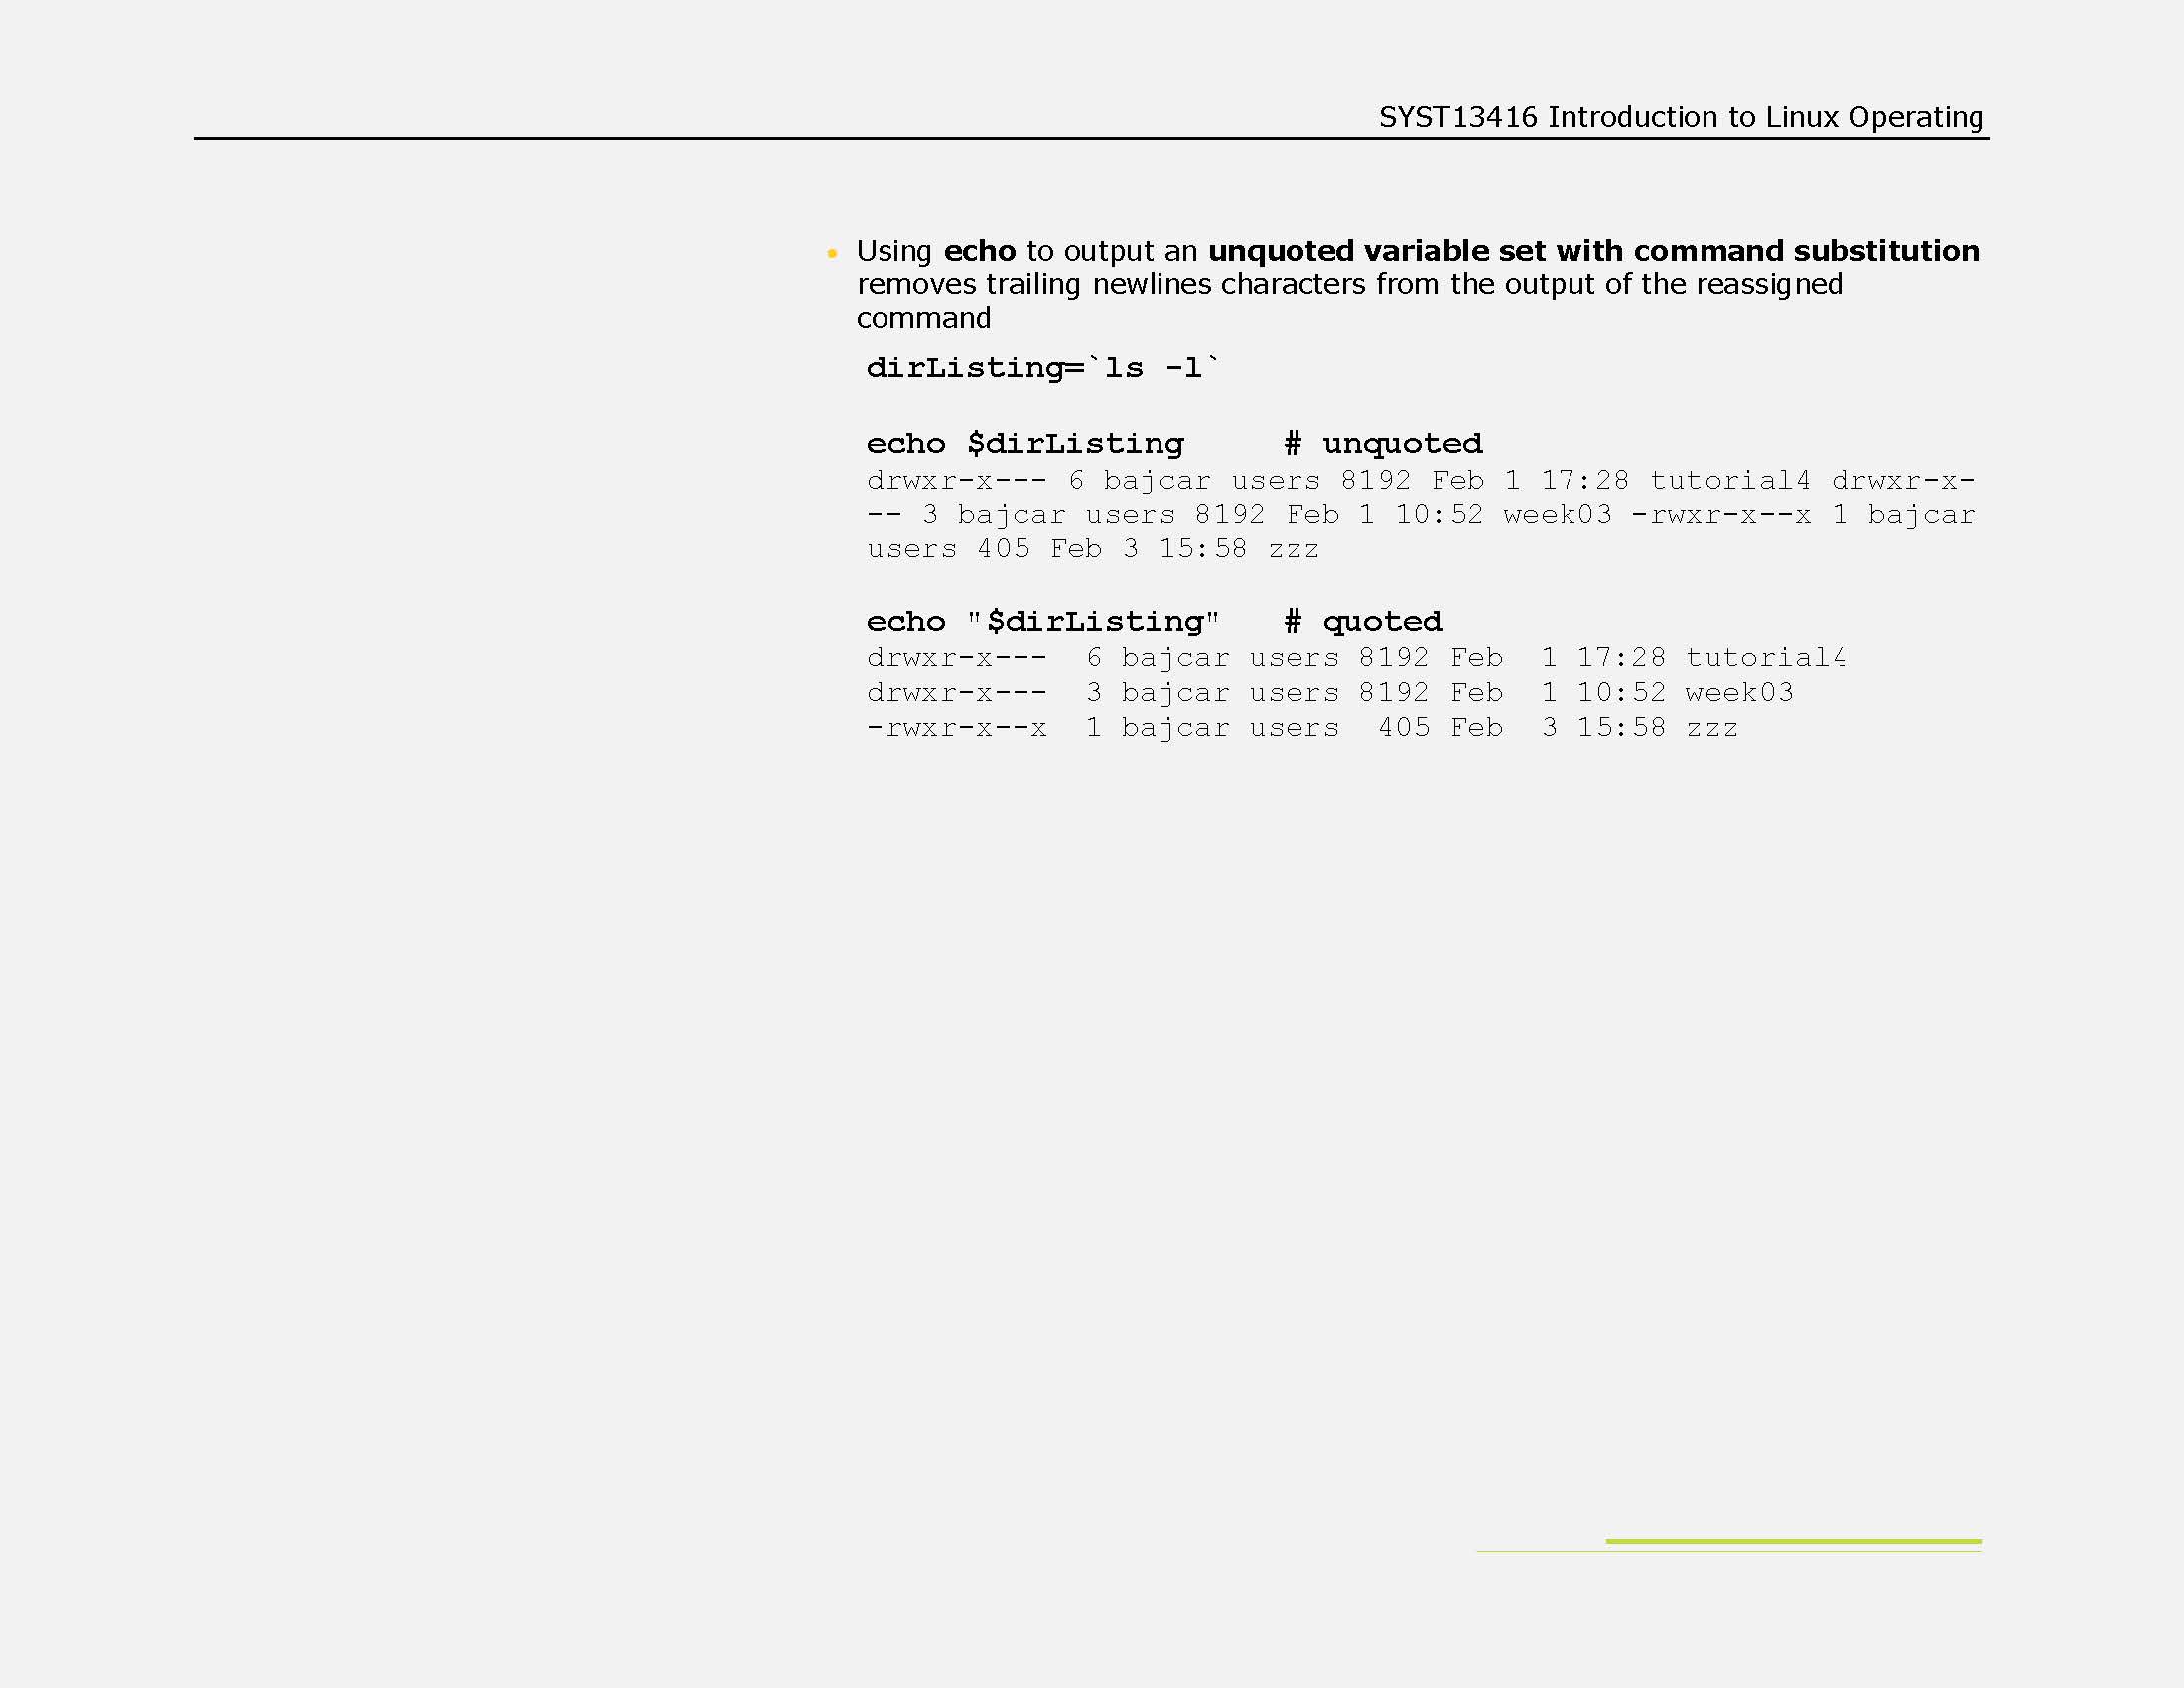 SYST13416 Introduction to Linux Operating
• Using echo to output an unquoted variable set with command substitution
removes trailing newlines characters from the output of the reassigned
command
dirListing=`ls -l`
echo $dirListing     # unquoted
drwxr-x--- 6 bajcar users 8192 Feb 1 17:28 tutorial4 drwxr-x-
-- 3 bajcar users 8192 Feb 1 10:52 week03 -rwxr-x--x 1 bajcar
users 405 Feb 3 15:58 zzz
echo "$dirListing"   # quoted
drwxr-x---  6 bajcar users 8192 Feb  1 17:28 tutorial4
drwxr-x---  3 bajcar users 8192 Feb  1 10:52 week03
-rwxr-x--x  1 bajcar users  405 Feb  3 15:58 zzz